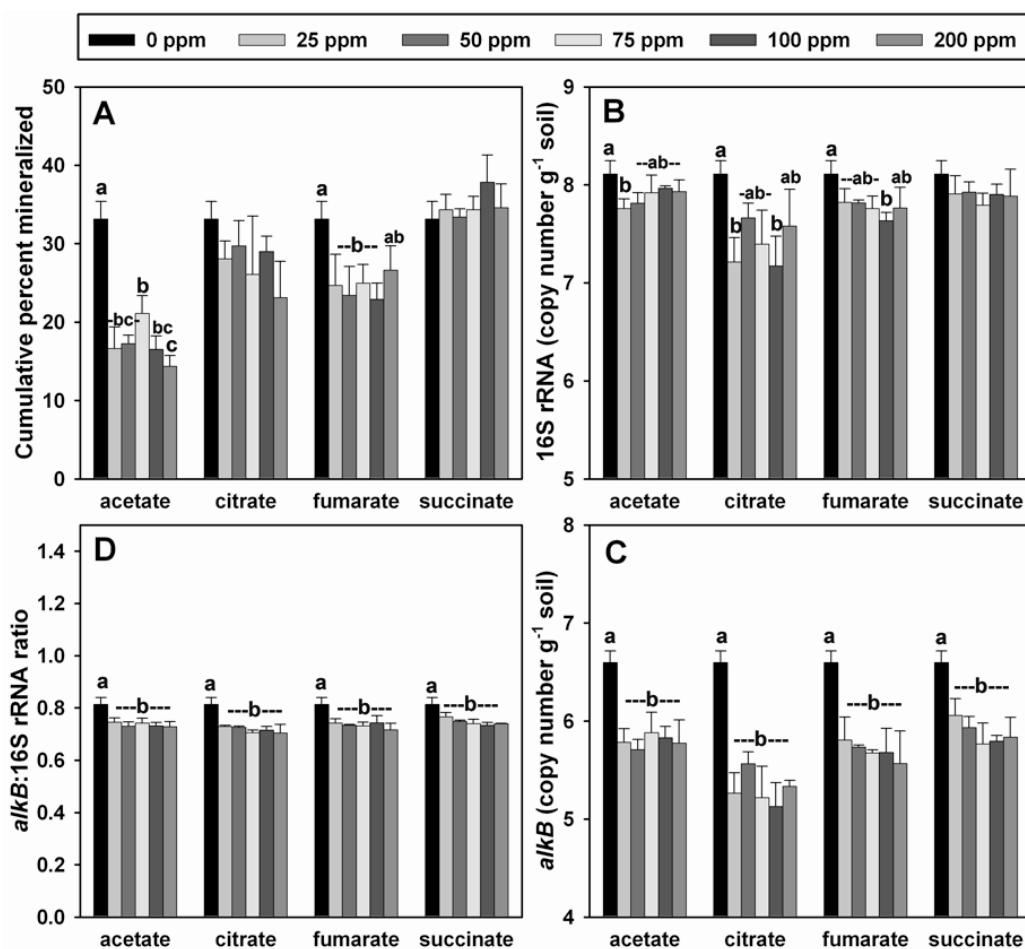 0 ppm 25 ppm 50 ppm 75 ppm 100 ppm 200 ppm
A
Cumulative percent mineralized
50
40
30
20
10
0
a
-bc-
b
bc
c
a
--b---
ab
acetate citrate fumarate succinate
B
16S rRNA (copy number g-1 soil)
9
8
7
6
5
a
b
--ab--
a
b
-ab-
b
ab
a
--ab-
b
ab
acetate citrate fumarate succinate
D
alkB:16S rRNA ratio
1.4
1.2
1.0
0.8
0.6
0.4
0.2
0.0
a
---b----
a
---b----
a
---b----
a
---b----
acetate citrate fumarate succinate
C
alkB (copy number g-1 soil)
8
7
6
5
4
a
---b----
a
---b----
a
---b----
a
---b----
acetate citrate fumarate succinate